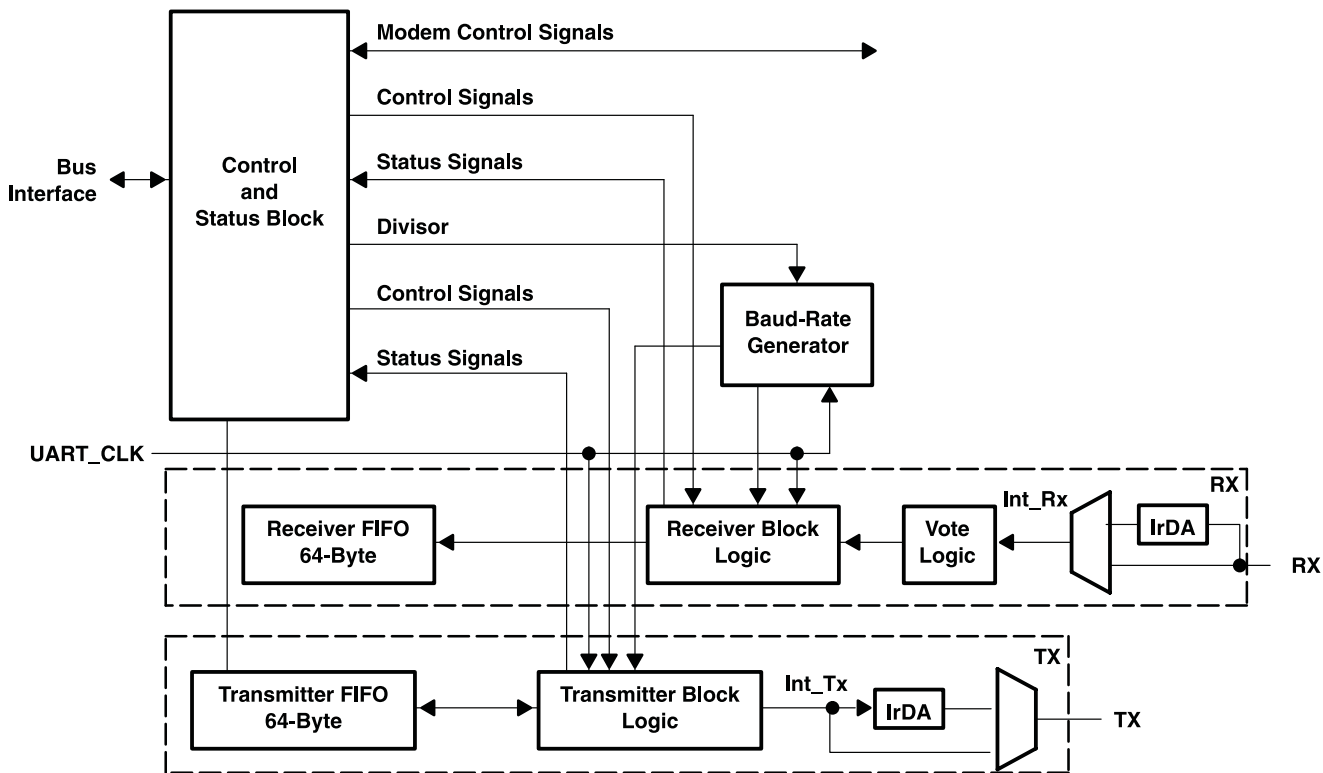 Modem Control Signals
Control Signals
Bus
Interface
Control
and
Status Block
Status Signals
Divisor
Control Signals
Baud-Rate
Generator
Status Signals
UART_CLK
RX
Int_Rx
Receiver FIFO
64-Byte
Receiver Block
Logic
Vote
Logic
IrDA
RX
TX
Transmitter FIFO
64-Byte
Transmitter Block
Logic
Int_Tx
IrDA
TX